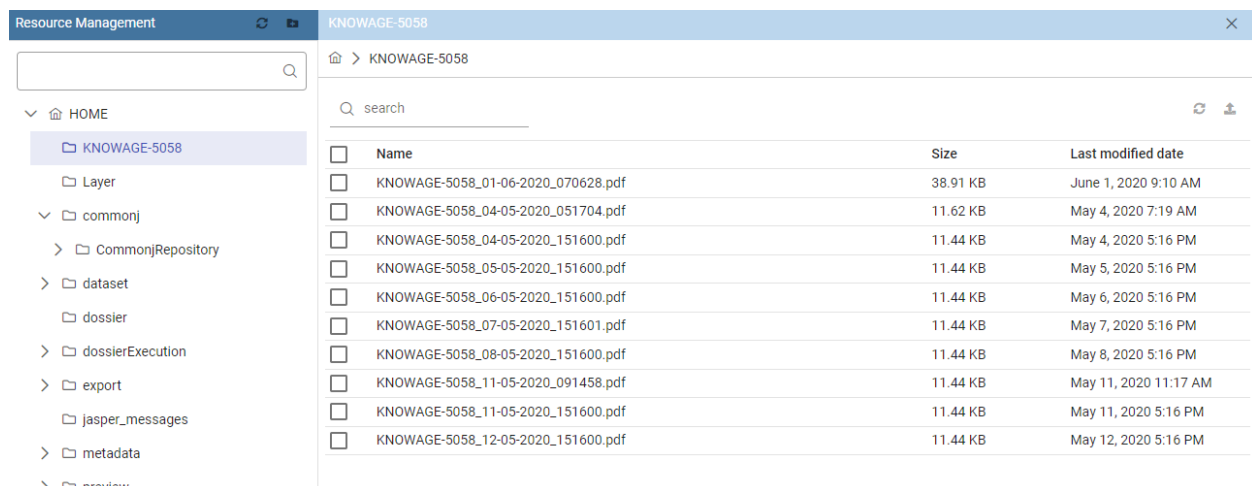 Resource Management
HOME
KNOWAGE-5058
Layer
commonj
CommonjRepository
dataset
dossier
dossierExecution
export
jasper_messages
metadata
preview
KNOWAGE-5058
KNOWAGE-5058
search
Name Size Last modified date
KNOWAGE-5058_01-06-2020_070628.pdf 38.91 KB June 1, 2020 9:10 AM
KNOWAGE-5058_04-05-2020_051704.pdf 11.62 KB May 4, 2020 7:19 AM
KNOWAGE-5058_04-05-2020_151600.pdf 11.44 KB May 4, 2020 5:16 PM
KNOWAGE-5058_05-05-2020_151600.pdf 11.44 KB May 5, 2020 5:16 PM
KNOWAGE-5058_06-05-2020_151600.pdf 11.44 KB May 6, 2020 5:16 PM
KNOWAGE-5058_07-05-2020_151601.pdf 11.44 KB May 7, 2020 5:16 PM
KNOWAGE-5058_08-05-2020_151600.pdf 11.44 KB May 8, 2020 5:16 PM
KNOWAGE-5058_11-05-2020_091458.pdf 11.44 KB May 11, 2020 11:17 AM
KNOWAGE-5058_11-05-2020_151600.pdf 11.44 KB May 11, 2020 5:16 PM
KNOWAGE-5058_12-05-2020_151600.pdf 11.44 KB May 12, 2020 5:16 PM